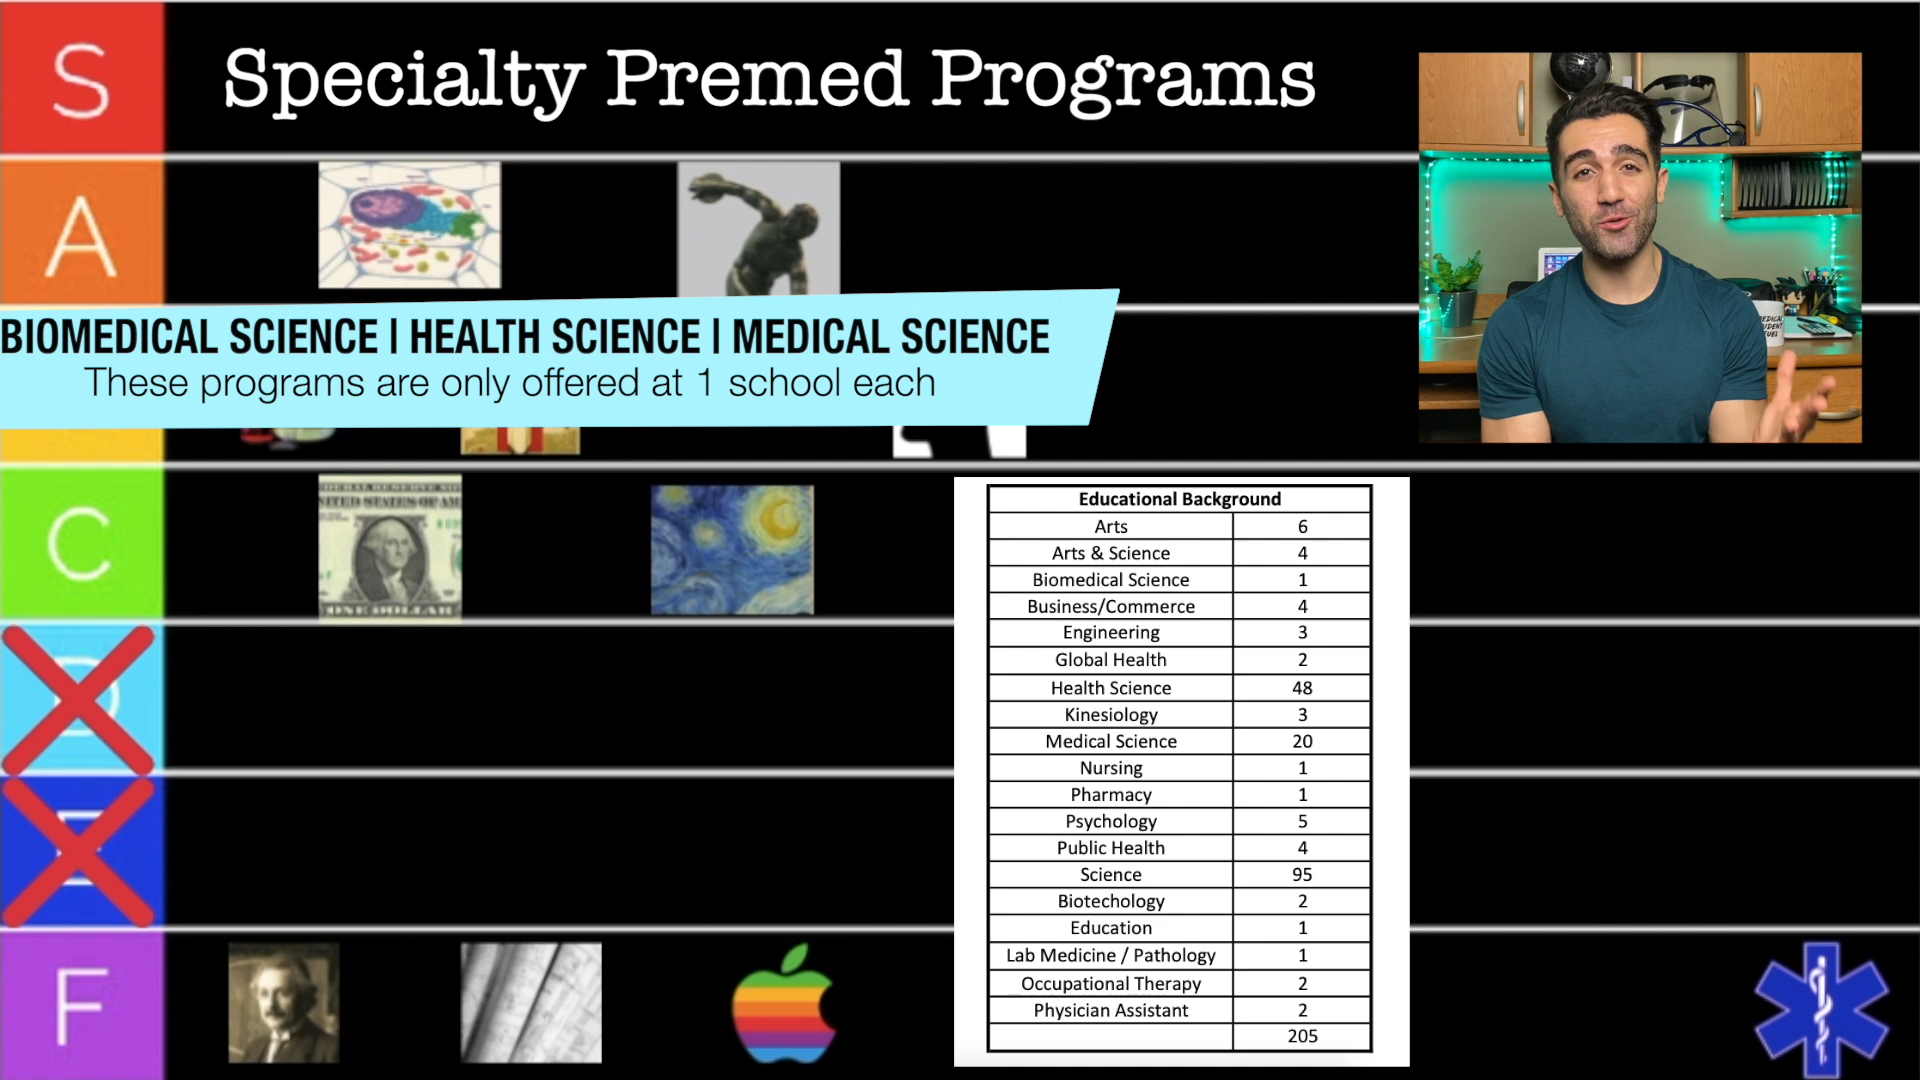 S
Specialty Premed Programs
A
BIOMEDICAL SCIENCE | HEALTH SCIENCE | MEDICAL SCIENCE
These programs are only offered at 1 school each
C
ONE DOLLAR
Educational Background
Arts 6
Arts & Science 4
Biomedical Science 1
Business/Commerce 4
Engineering 3
Global Health 2
Health Science 48
Kinesiology 3
Medical Science 20
Nursing 1
Pharmacy 1
Psychology 5
Public Health 4
Science 95
Biotechology 2
Education 1
Lab Medicine / Pathology 1
Occupational Therapy 2
Physician Assistant 2
205
D
E
F